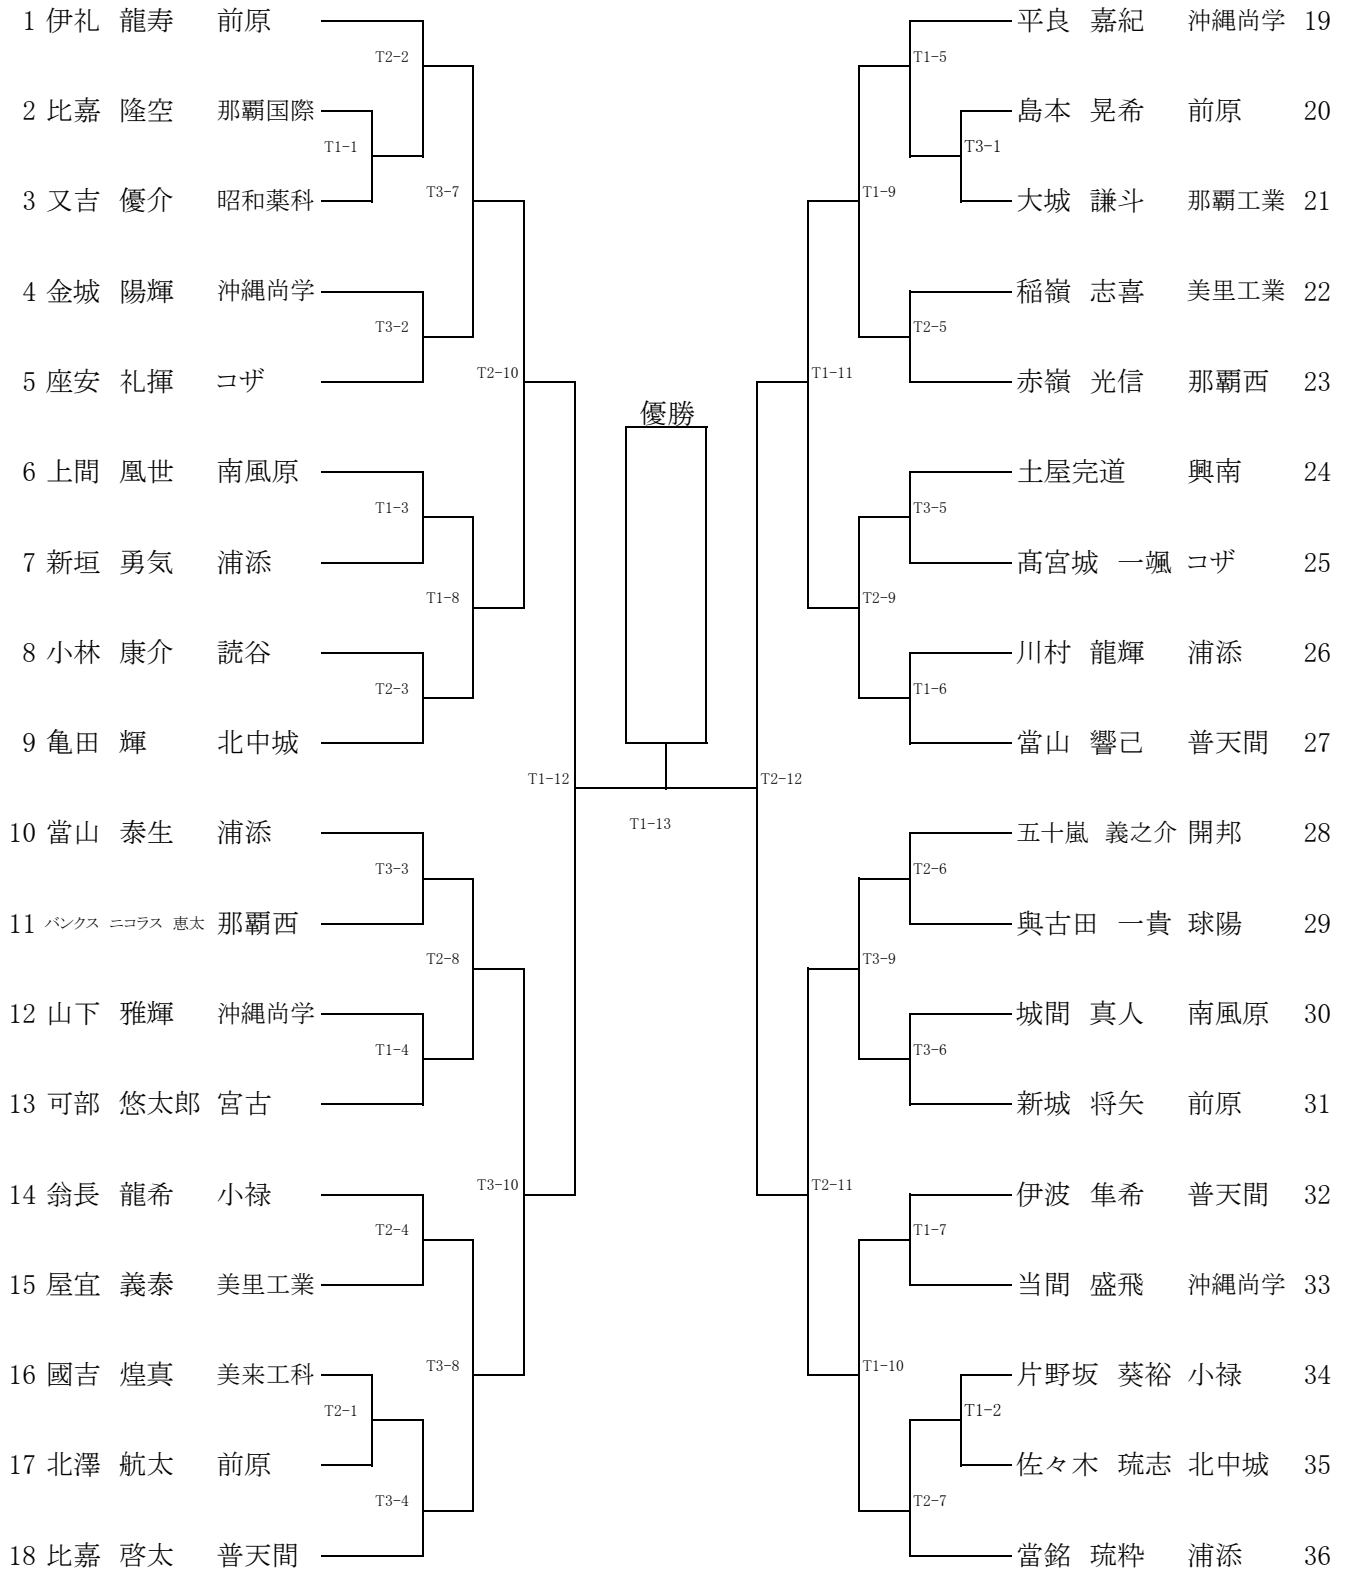 1 伊礼 龍寿 前原
T2-2
2 比嘉 隆空 那覇国際
T1-1
3 又吉 優介 昭和薬科
T3-7
4 金城 陽輝 沖縄尚学
T3-2
5 座安 礼揮 コザ
T2-10
6 上間 凰世 南風原
T1-3
7 新垣 勇気 浦添
T1-8
8 小林 康介 読谷
T2-3
9 亀田 輝 北中城
T1-12
10 當山 泰生 浦添
T3-3
11 バンクス ニコラス 恵太 那覇西
T2-8
12 山下 雅輝 沖縄尚学
T1-4
13 可部 悠太郎 宮古
T3-10
14 翁長 龍希 小禄
T2-4
15 屋宜 義泰 美里工業
T3-8
16 國吉 煌真 美来工科
T2-1
17 北澤 航太 前原
T3-4
18 比嘉 啓太 普天間
優勝
T1-13
平良 嘉紀 沖縄尚学 19
T1-5
島本 晃希 前原 20
T3-1
大城 謙斗 那覇工業 21
T1-9
稲嶺 志喜 美里工業 22
T2-5
赤嶺 光信 那覇西 23
T1-11
土屋完道 興南 24
T3-5
髙宮城 一颯 コザ 25
T2-9
川村 龍輝 浦添 26
T1-6
當山 響己 普天間 27
T2-12
五十嵐 義之介 開邦 28
T2-6
與古田 一貴 球陽 29
T3-9
城間 真人 南風原 30
T3-6
新城 将矢 前原 31
T2-11
伊波 隼希 普天間 32
T1-7
当間 盛飛 沖縄尚学 33
T1-10
片野坂 葵裕 小禄 34
T1-2
佐々木 琉志 北中城 35
T2-7
當銘 琉粋 浦添 36